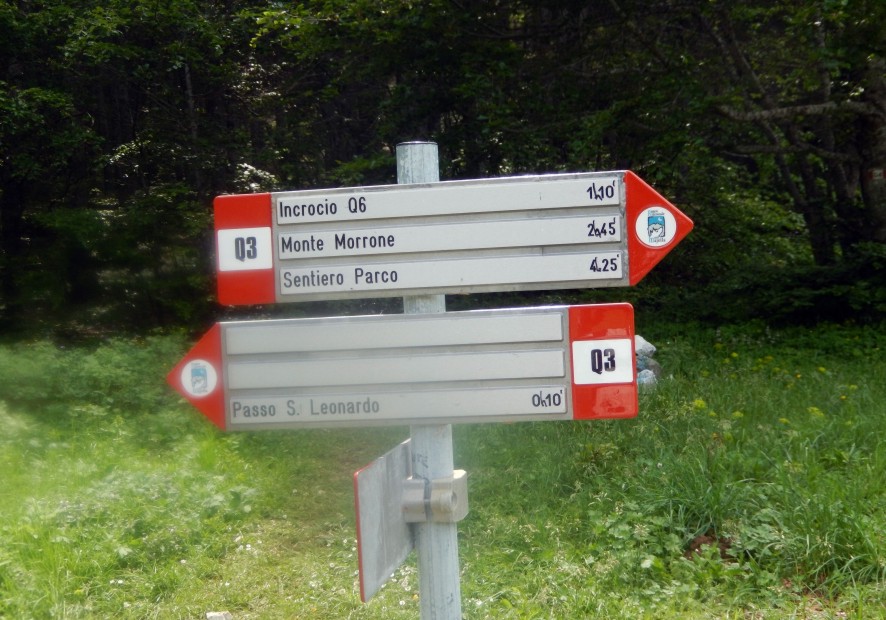 Incrocio Q6 1h10'
Q3 Monte Morrone 2h45'
Sentiero Parco 4h25'
Q3
Passo S. Leonardo 0h10'